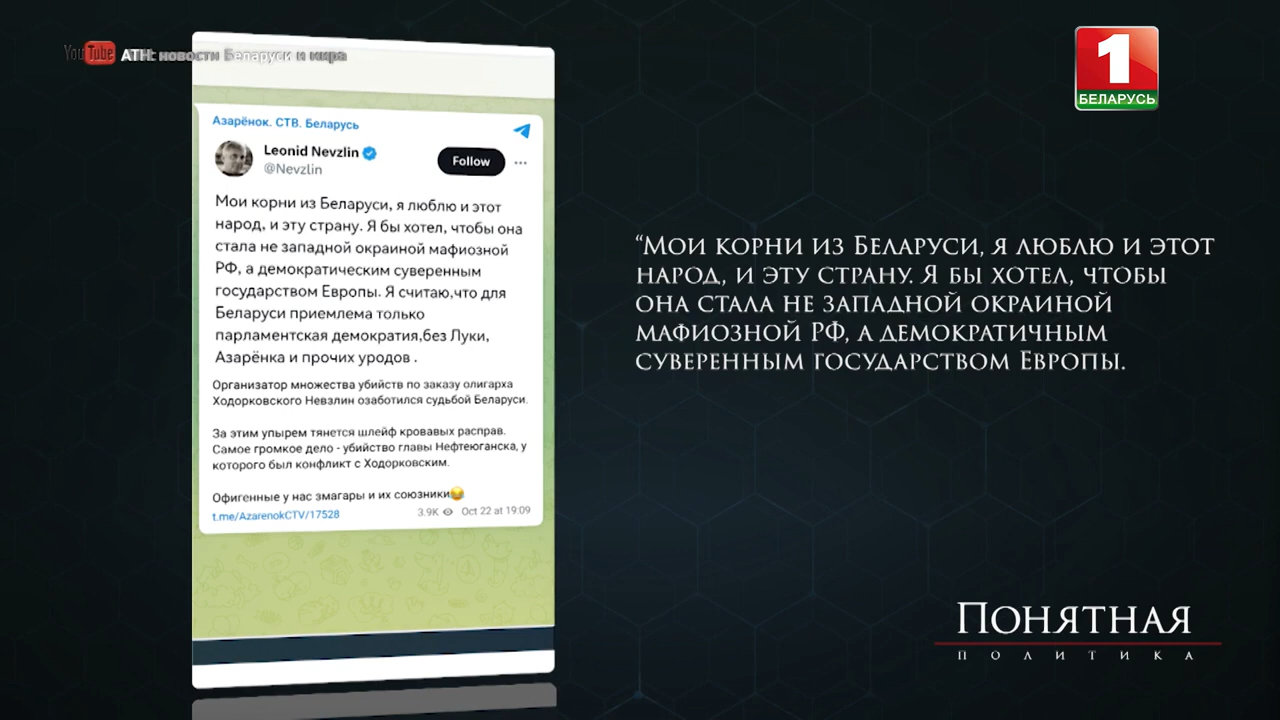 YouTube АТН: новости Беларуси и мира
1
БЕЛАРУСЬ
Азарёнок. СТВ. Беларусь
Leonid Nevzlin
@Nevzlin
Follow
Мои корни из Беларуси, я люблю и этот
народ, и эту страну. Я бы хотел, чтобы она
стала не западной окраиной мафиозной
РФ, а демократическим суверенным
государством Европы. Я считаю,что для
Беларуси приемлема только
парламентская демократия,без Луки,
Азарёнка и прочих уродов .
Организатор множества убийств по заказу олигарха
Ходорковского Невзлин озаботился судьбой Беларуси.
За этим упырем тянется шлейф кровавых расправ.
Самое громкое дело - убийство главы Нефтеюганска, у
которого был конфликт с Ходорковским.
Офигенные у нас змагары и их союзники😂
t.me/AzarenokCTV/17528 3.9K Oct 22 at 19:09
“Мои корни из Беларуси, я люблю и этот
народ, и эту страну. Я бы хотел, чтобы
она стала не западной окраиной
мафиозной РФ, а демократичным
суверенным государством Европы.
Понятная
политика